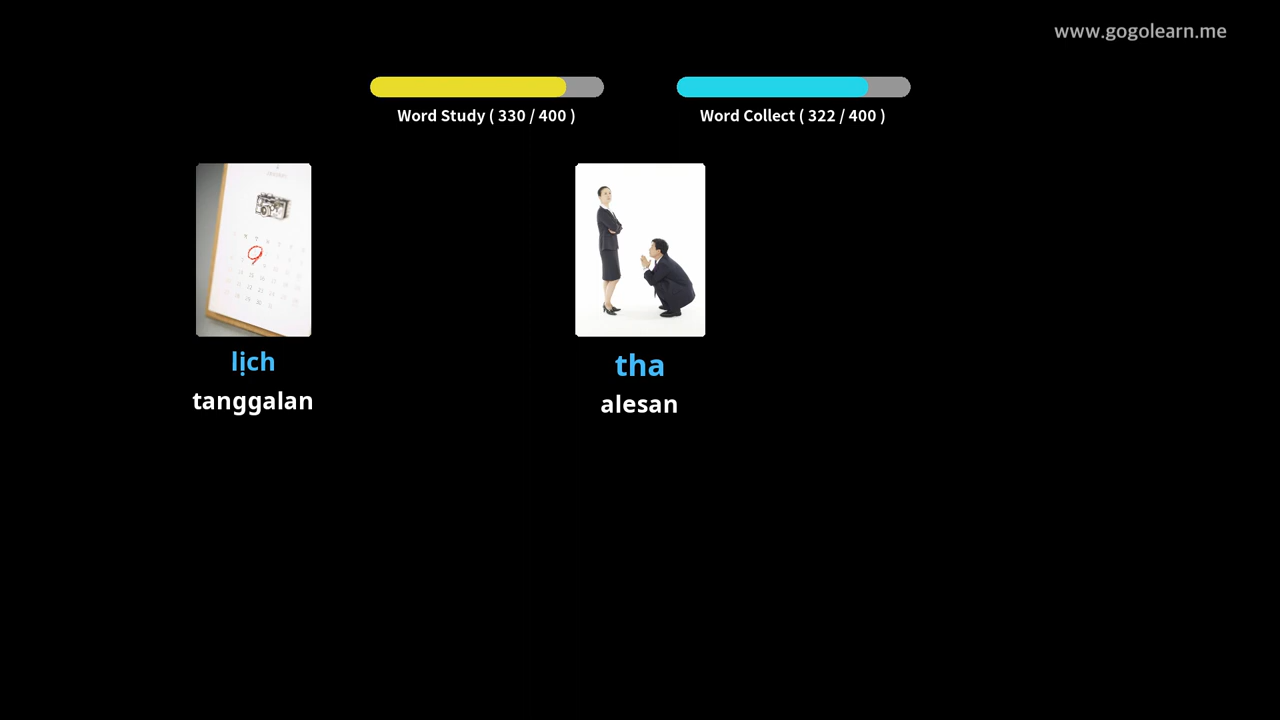 www.gogolearn.me
Word Study ( 330 / 400 )
Word Collect ( 322 / 400 )
lịch
tanggalan
tha
alesan